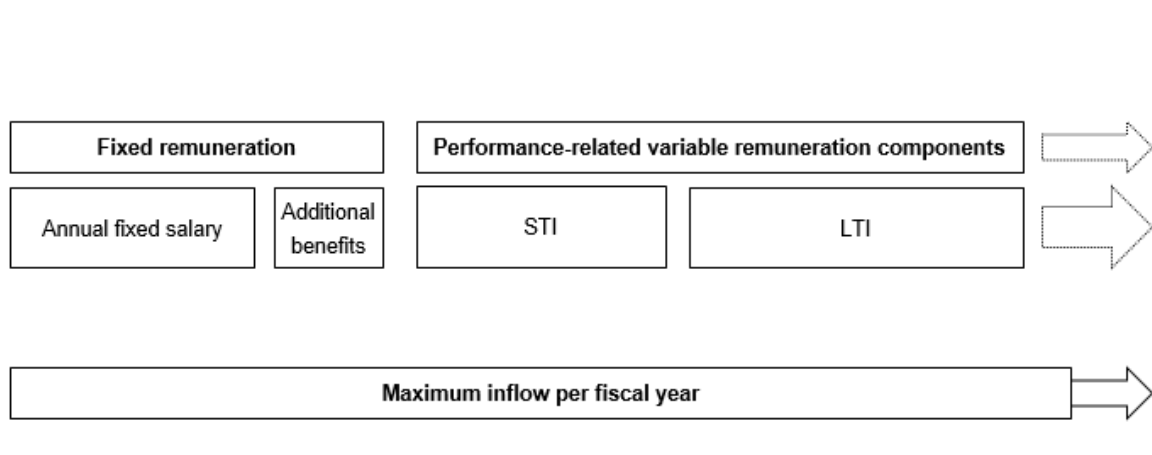 Fixed remuneration
Performance-related variable remuneration components
Annual fixed salary
Additional
benefits
STI
LTI
Maximum inflow per fiscal year